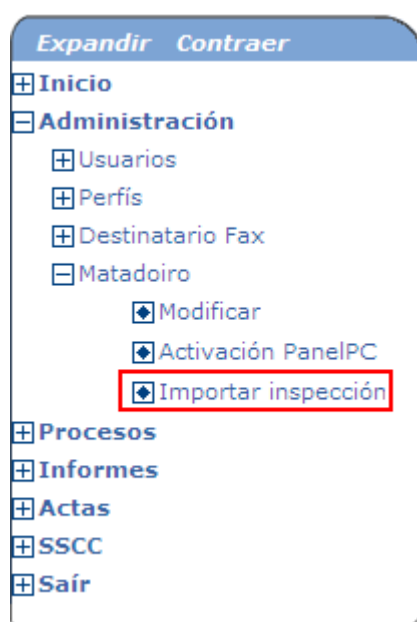 Expandir Contraer
Inicio
Administración
Usuarios
Perfís
Destinatario Fax
Matadoiro
Modificar
Activación PanelPC
Importar inspección
Procesos
Informes
Actas
SSCC
Saír